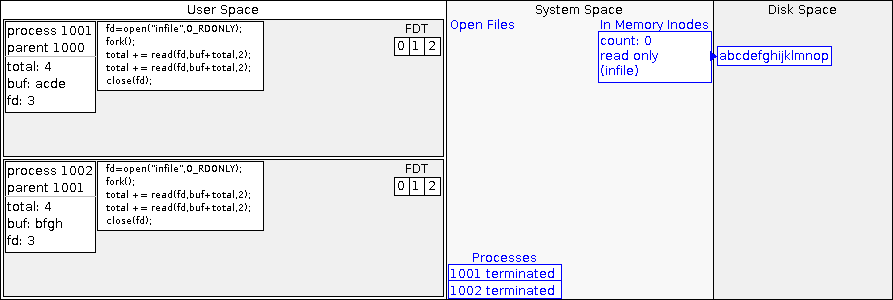 User Space
System Space
Disk Space
process 1001
parent 1000
total: 4
buf: acde
fd: 3
fd=open("infile",O_RDONLY);
fork();
total += read(fd,buf+total,2);
total += read(fd,buf+total,2);
close(fd);
FDT
0 1 2
process 1002
parent 1001
total: 4
buf: bfgh
fd: 3
fd=open("infile",O_RDONLY);
fork();
total += read(fd,buf+total,2);
total += read(fd,buf+total,2);
close(fd);
FDT
0 1 2
Open Files
In Memory Inodes
count: 0
read only
(infile)
abcdefghijklmnop
Processes
1001 terminated
1002 terminated